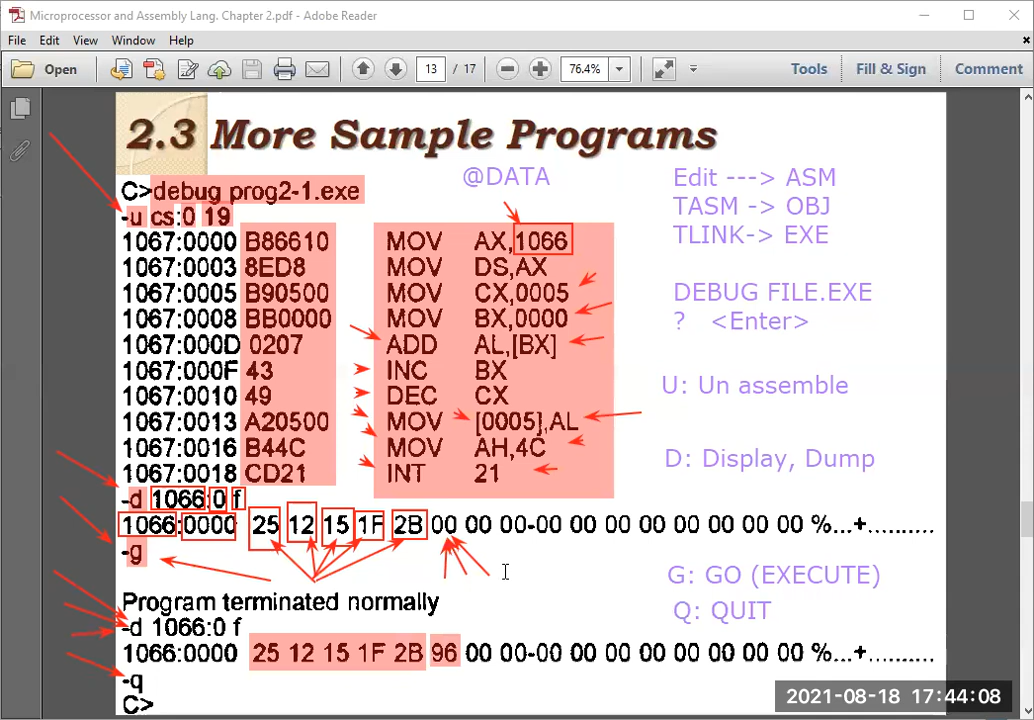 Microprocessor and Assembly Lang. Chapter 2.pdf - Adobe Reader
File Edit View Window Help
Open 13 / 17 76.4% Tools Fill & Sign Comment
2.3 More Sample Programs
@DATA
C>debug prog2-1.exe
-u cs:0 19
1067:0000 B86610 MOV AX,1066
1067:0003 8ED8 MOV DS,AX
1067:0005 B90500 MOV CX,0005
1067:0008 BB0000 MOV BX,0000
1067:000D 0207 ADD AL,[BX]
1067:000F 43 INC BX
1067:0010 49 DEC CX
1067:0013 A20500 MOV [0005],AL
1067:0016 B44C MOV AH,4C
1067:0018 CD21 INT 21
-d 1066:0 f
1066:0000 25 12 15 1F 2B 00 00 00-00 00 00 00 00 00 00 00 %...+..........
-g
Program terminated normally
-d 1066:0 f
1066:0000 25 12 15 1F 2B 96 00 00-00 00 00 00 00 00 00 00 %...+..........
-q
C>
Edit ---> ASM
TASM -> OBJ
TLINK-> EXE
DEBUG FILE.EXE
? <Enter>
U: Un assemble
D: Display, Dump
G: GO (EXECUTE)
Q: QUIT
2021-08-18 17:44:08